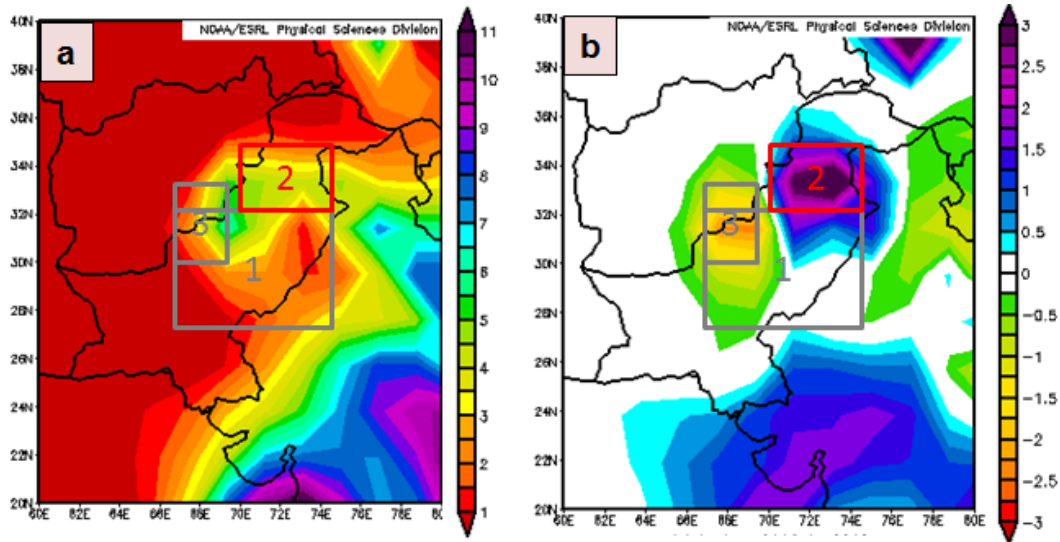 a
NOAA/ESRL Physical Sciences Division
40N
38N
36N
34N
32N
30N
28N
26N
24N
22N
20N
2
3
1
60E 62E 64E 66E 68E 70E 72E 74E 76E 78E
11
10
9
8
7
6
5
4
3
2
1
b
NOAA/ESRL Physical Sciences Division
40N
38N
36N
34N
32N
30N
28N
26N
24N
22N
20N
2
3
1
60E 62E 64E 66E 68E 70E 72E 74E 76E 78E 80E
3
2.5
2
1.5
1
0.5
0
-0.5
-1
-1.5
-2
-2.5
-3